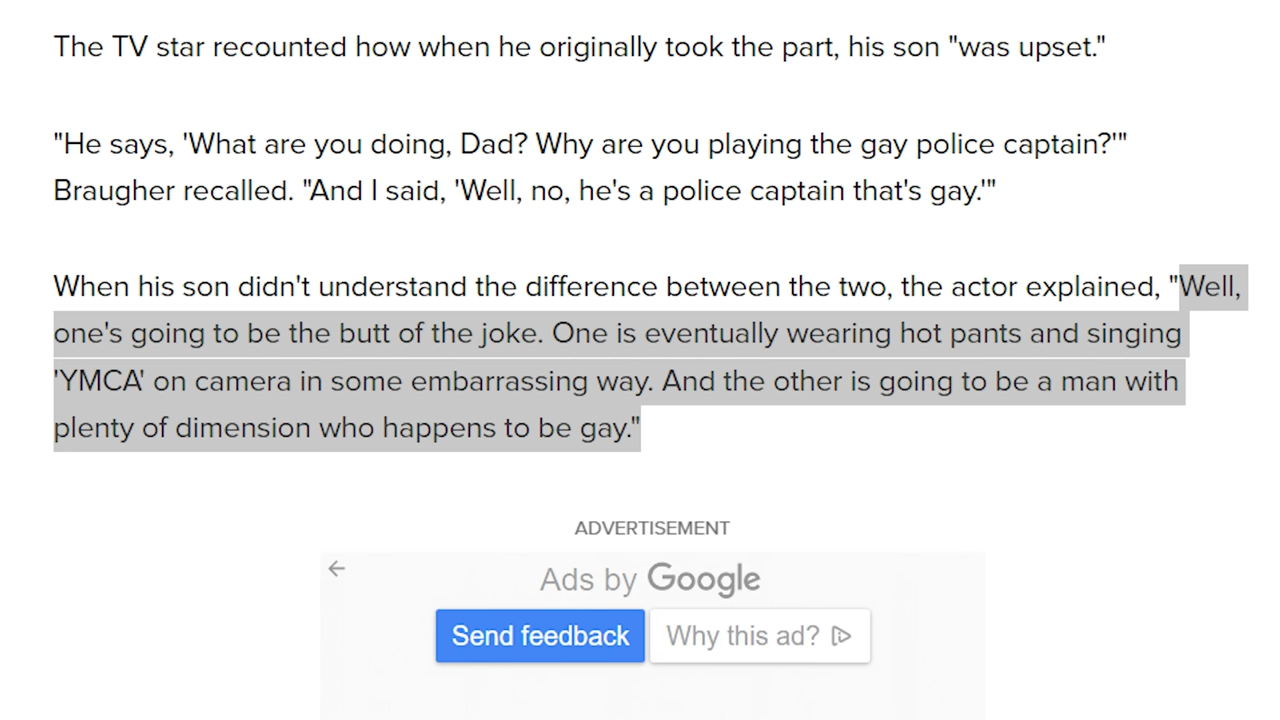 The TV star recounted how when he originally took the part, his son "was upset."
"He says, 'What are you doing, Dad? Why are you playing the gay police captain?'"
Braugher recalled. "And I said, 'Well, no, he's a police captain that's gay.'"
When his son didn't understand the difference between the two, the actor explained, "Well,
one's going to be the butt of the joke. One is eventually wearing hot pants and singing
'YMCA' on camera in some embarrassing way. And the other is going to be a man with
plenty of dimension who happens to be gay."
ADVERTISEMENT
Ads by Google
Send feedback Why this ad?